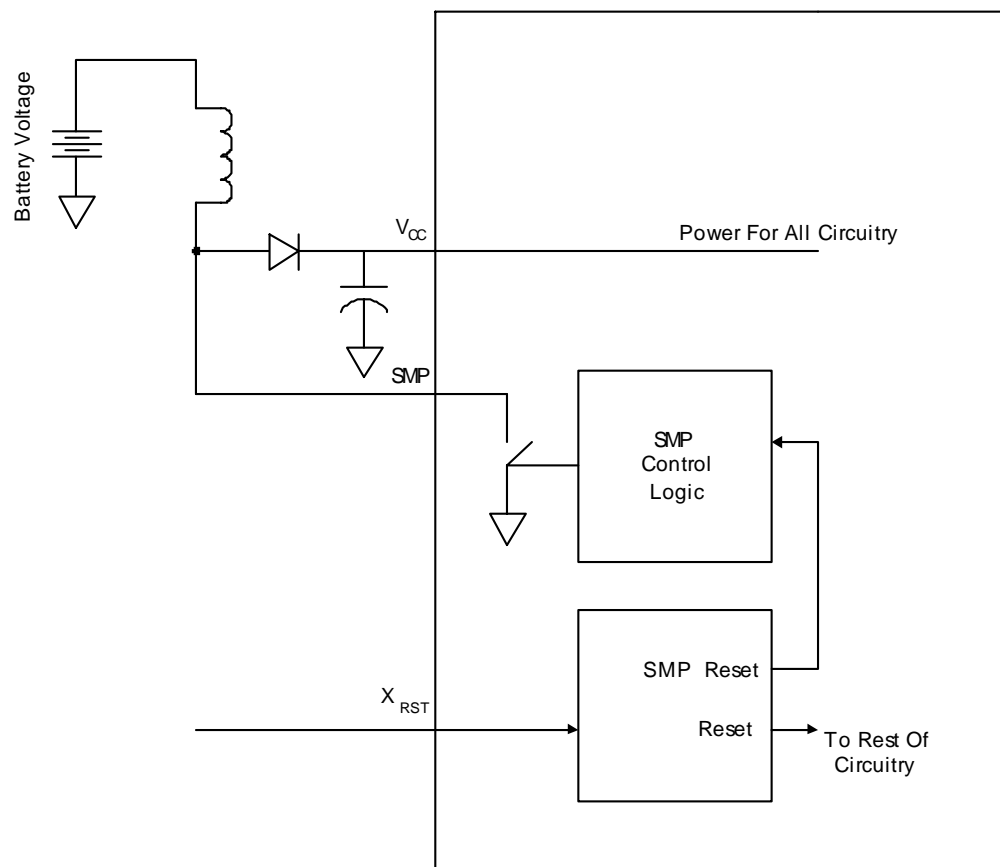 Battery Voltage
VCC
Power For All Circuitry
SMP
SMP
Control
Logic
SMP Reset
XRST
Reset
To Rest Of
Circuitry